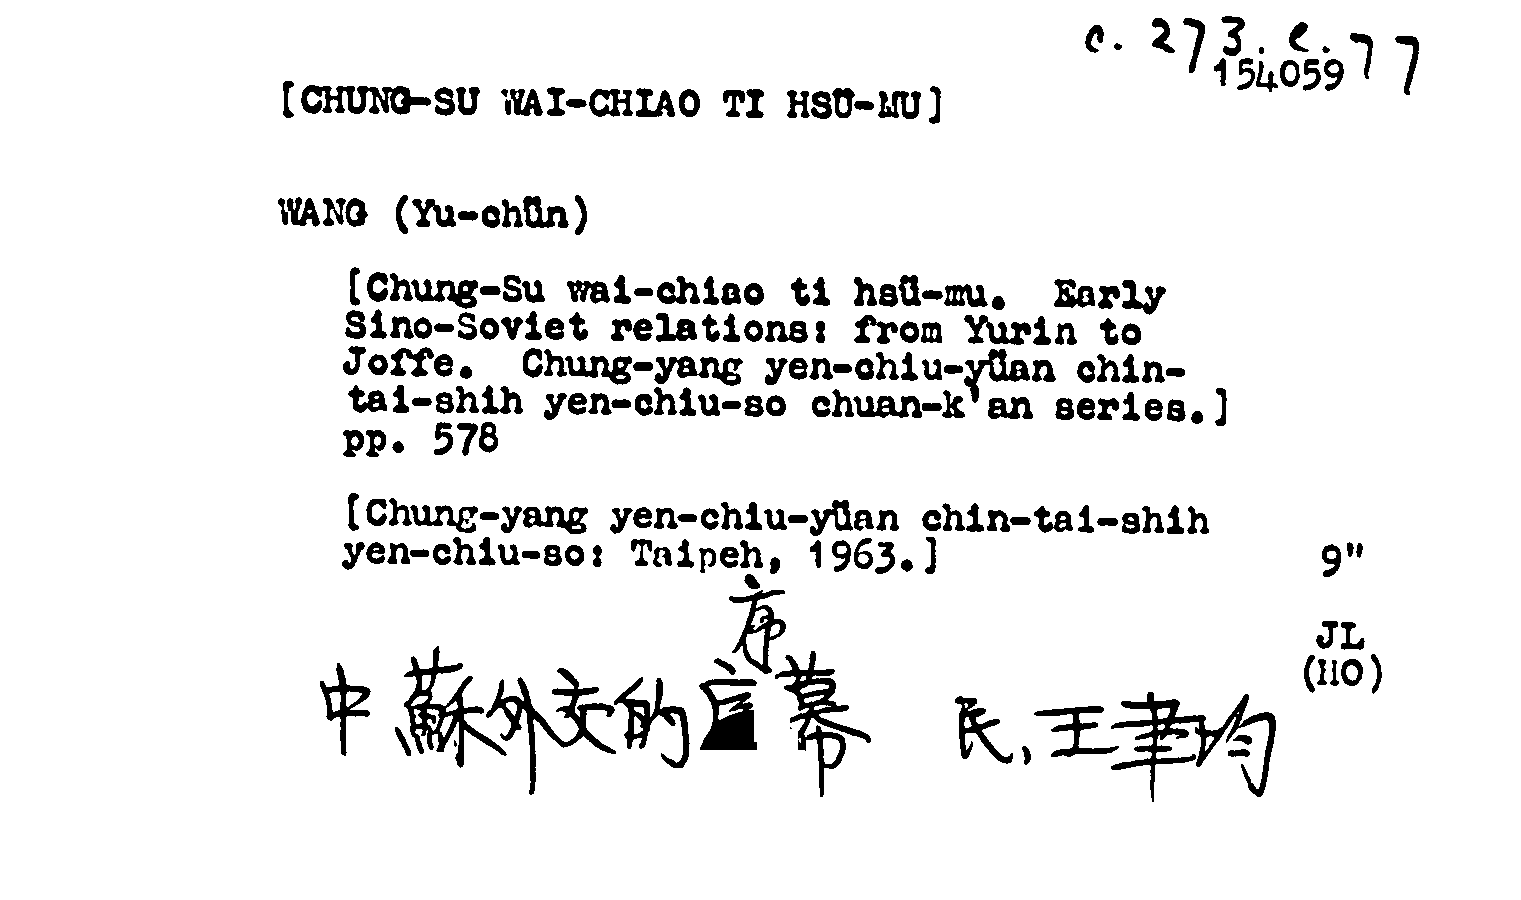 c. 273. e. 77
154059
[CHUNG-SU WAI-CHIAO TI HSÜ-MU]
WANG (Yu-chün)
[Chung-Su wai-chiao ti hsü-mu. Early
Sino-Soviet relations: from Yurin to
Joffe. Chung-yang yen-chiu-yüan chin-
tai-shih yen-chiu-so chuan-k'an series.]
pp. 578
[Chung-yang yen-chiu-yüan chin-tai-shih
yen-chiu-so: Taipeh, 1963.]
9"
JL
(HO)
序
中蘇外交的幕 民、王聿均